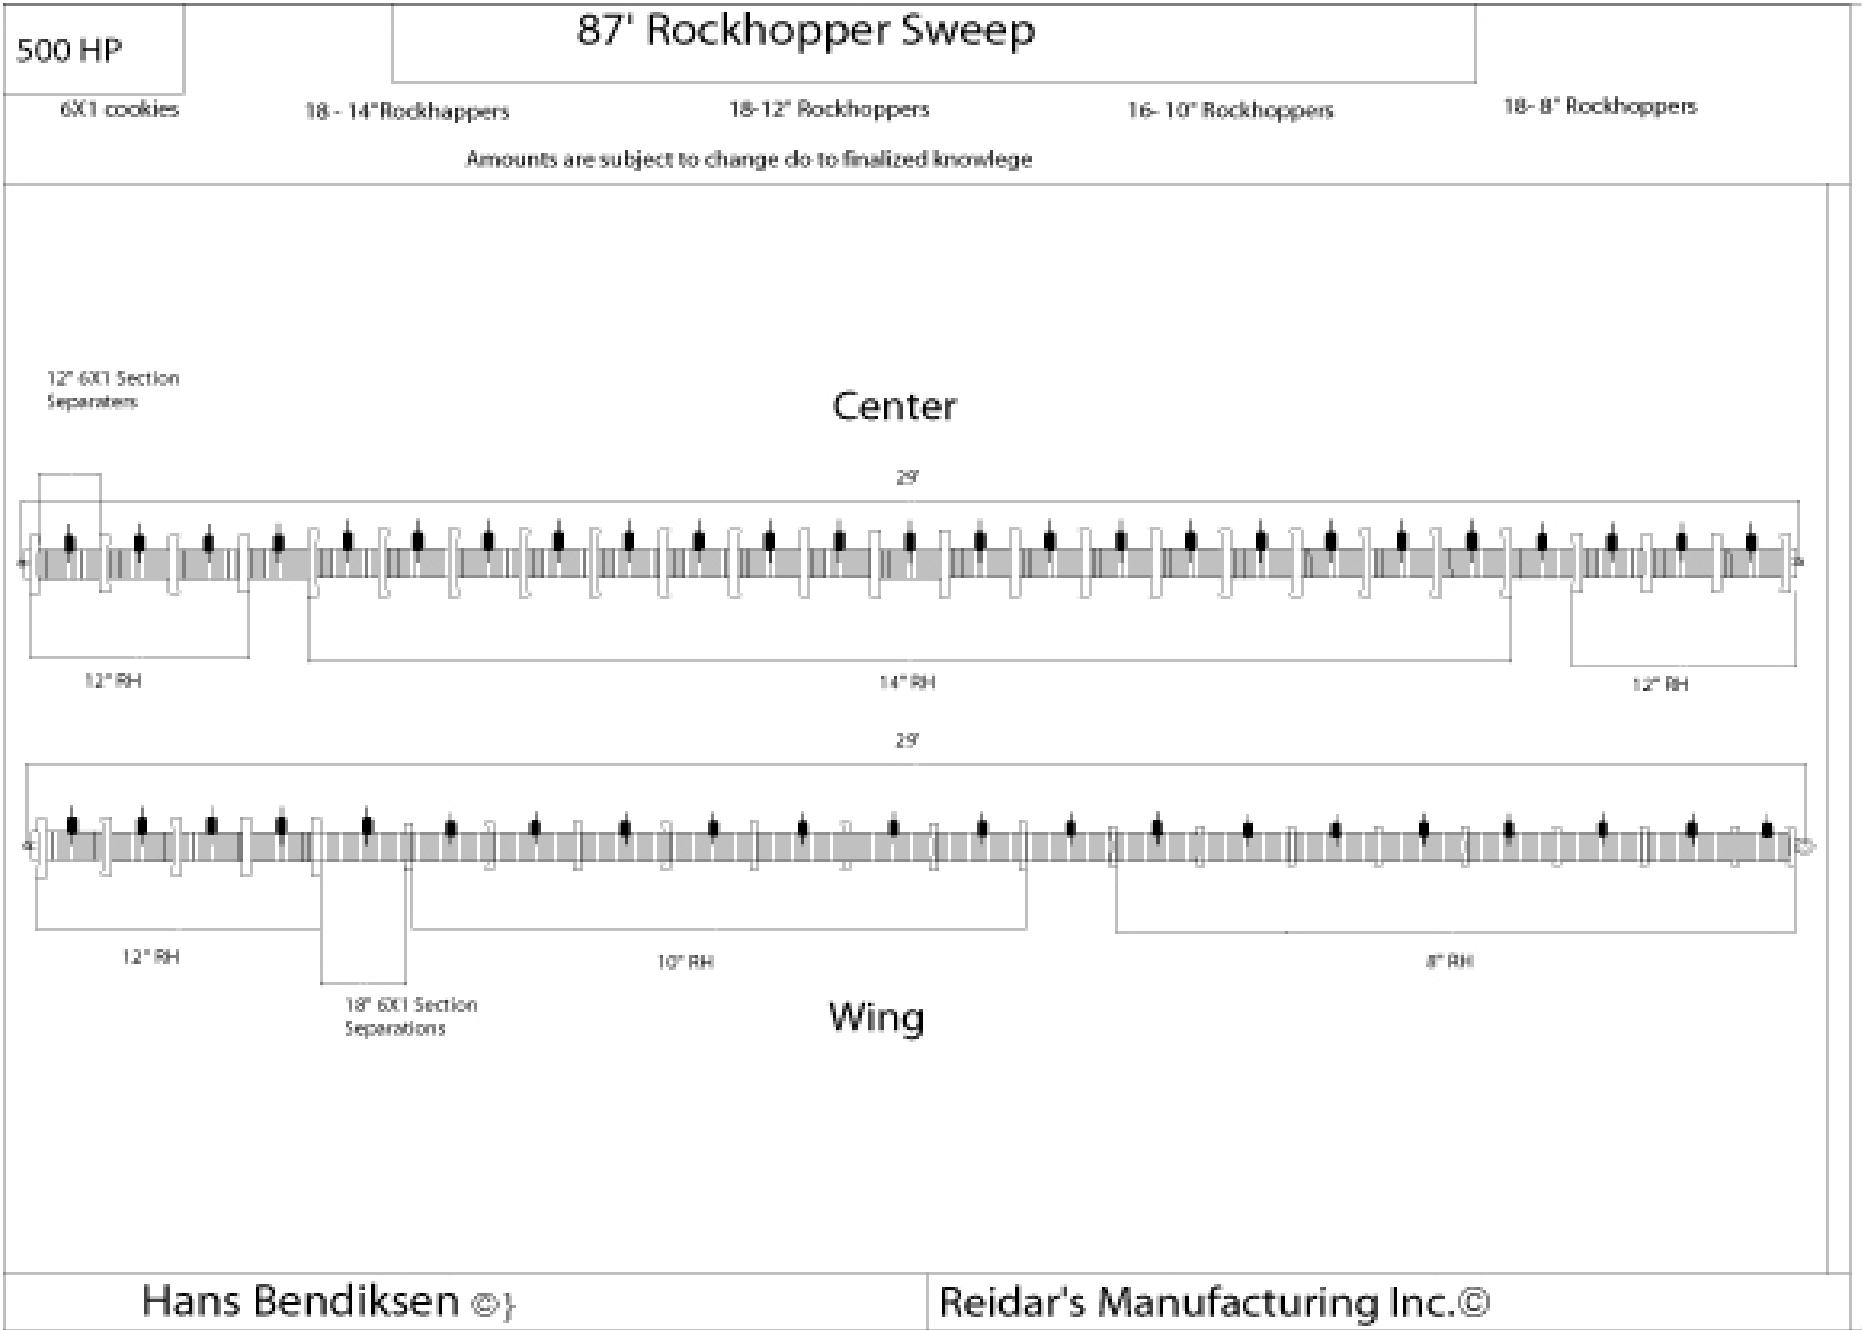 500 HP
87' Rockhopper Sweep
6X1 cookies
18 - 14" Rockhappers
18-12" Rockhoppers
16- 10" Rockhoppers
18- 8" Rockhoppers
Amounts are subject to change do to finalized knowlege
12" 6X1 Section
Separaters
Center
29'
12" RH
14" RH
12" RH
29'
12" RH
10" RH
8" RH
18" 6X1 Section
Separations
Wing
Hans Bendiksen ©}
Reidar's Manufacturing Inc.©